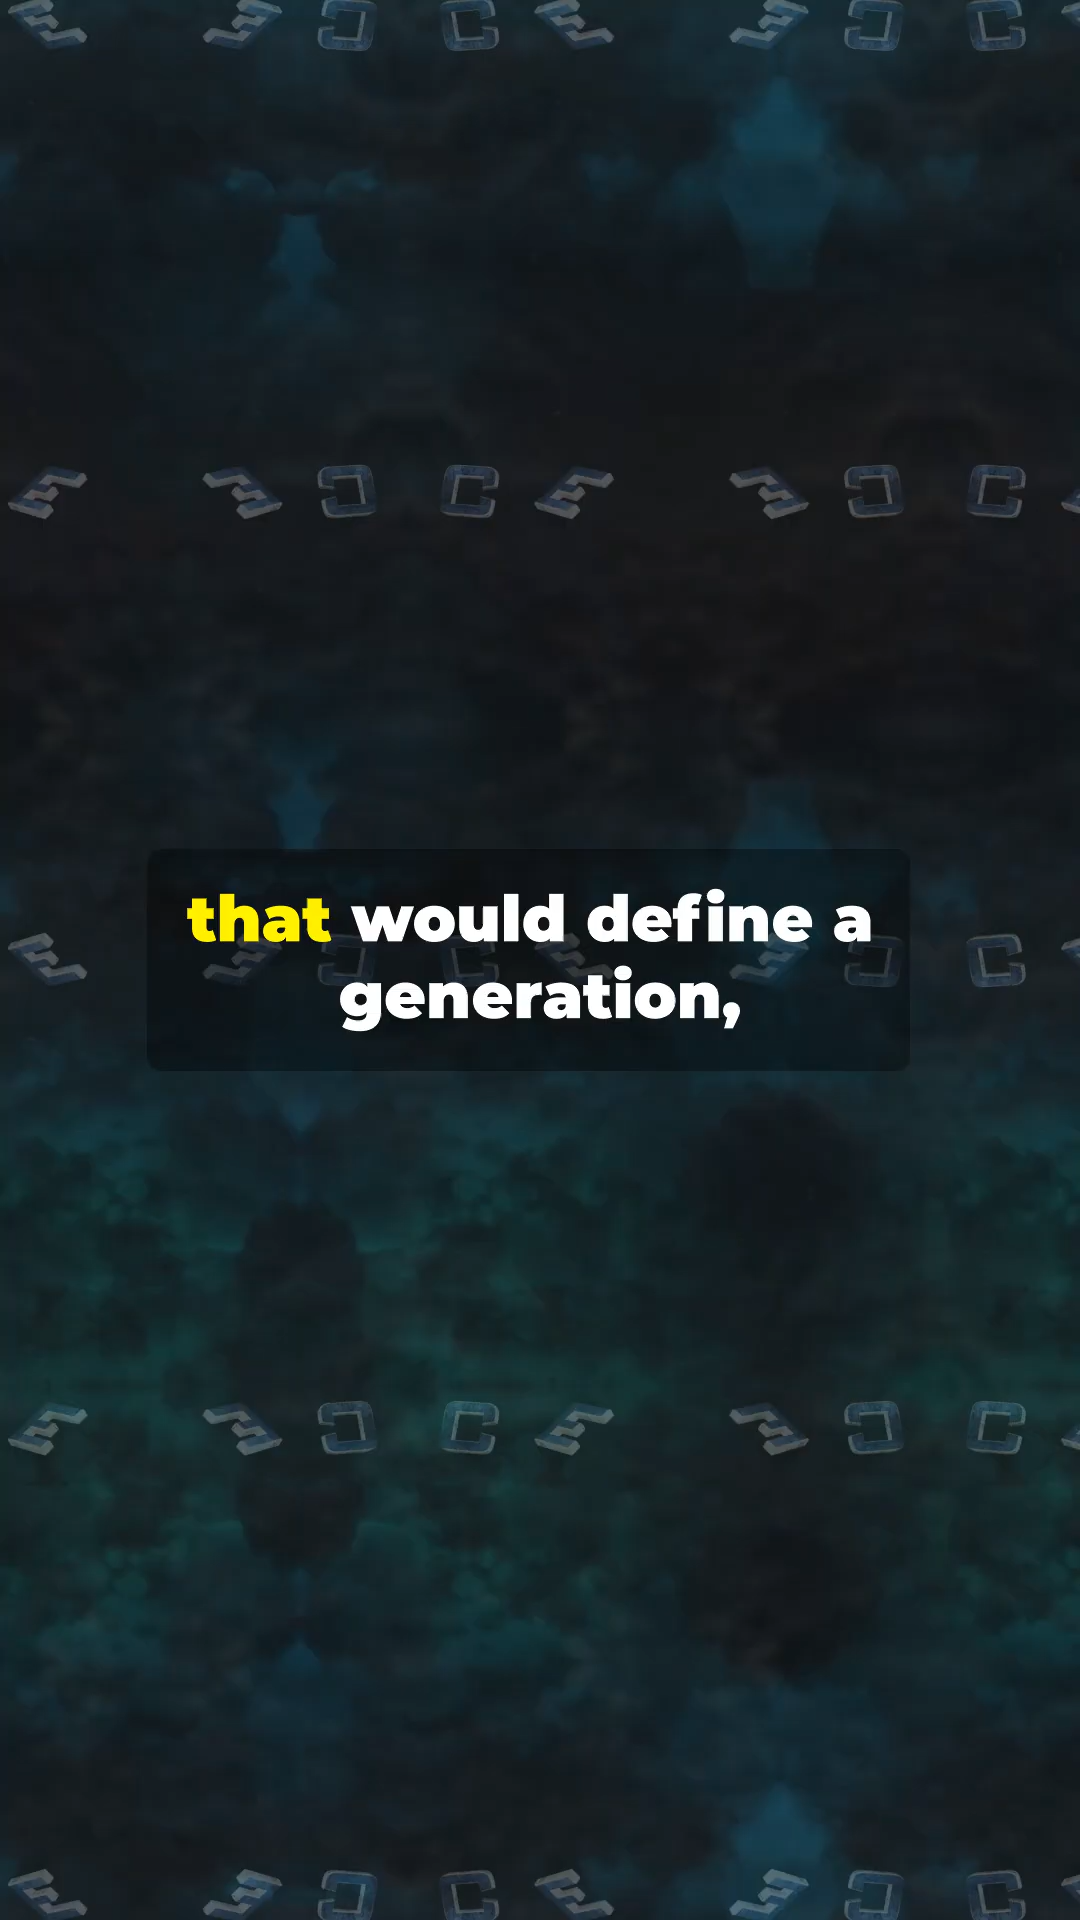 that would define a
generation,